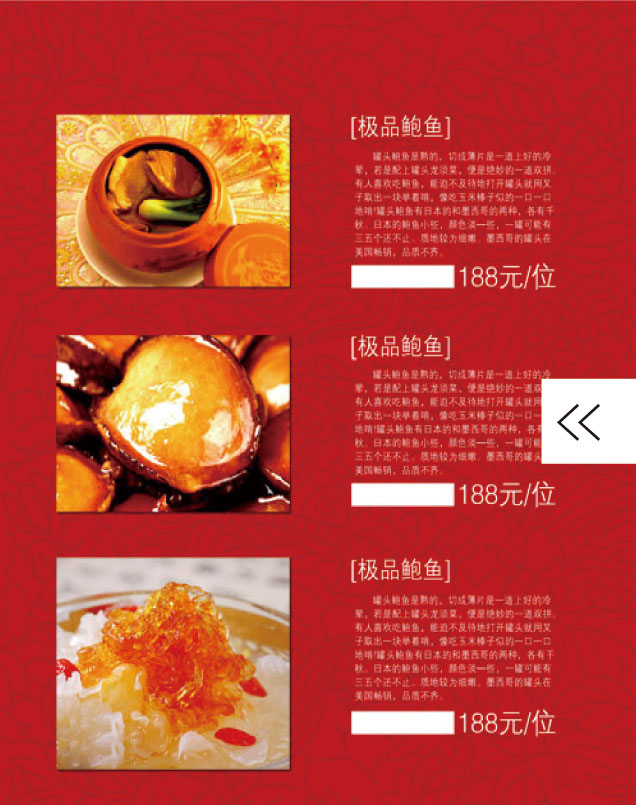 [极品鲍鱼]
罐头鲍鱼是熟的，切成薄片是一道上好的冷
荤，若是配上罐头龙须菜，便是绝妙的一道双拼，
有人喜欢吃鲍鱼，能迫不及待地打开罐头就用叉
子取出一块举着啃，像吃玉米棒子似的一口一口
地啃!罐头鲍鱼有日本的和墨西哥的两种，各有千
秋。日本的鲍鱼小些，颜色淡一些，一罐可能有
三五个还不止。质地较为细嫩。墨西哥的罐头在
美国畅销，品质不齐。
188元/位
[极品鲍鱼]
罐头鲍鱼是熟的，切成薄片是一道上好的冷
荤，若是配上罐头龙须菜，便是绝妙的一道双
有人喜欢吃鲍鱼，能迫不及待地打开罐头就
子取出一块举着啃，像吃玉米棒子似的一口一
地啃!罐头鲍鱼有日本的和墨西哥的两种，各
秋。日本的鲍鱼小些，颜色淡一些，一罐可能
三五个还不止。质地较为细嫩。墨西哥的罐
美国畅销，品质不齐。
188元/位
[极品鲍鱼]
罐头鲍鱼是熟的，切成薄片是一道上好的冷
荤，若是配上罐头龙须菜，便是绝妙的一道双拼，
有人喜欢吃鲍鱼，能迫不及待地打开罐头就用叉
子取出一块举着啃，像吃玉米棒子似的一口一口
地啃!罐头鲍鱼有日本的和墨西哥的两种，各有千
秋。日本的鲍鱼小些，颜色淡一些，一罐可能有
三五个还不止。质地较为细嫩。墨西哥的罐头在
美国畅销，品质不齐。
188元/位